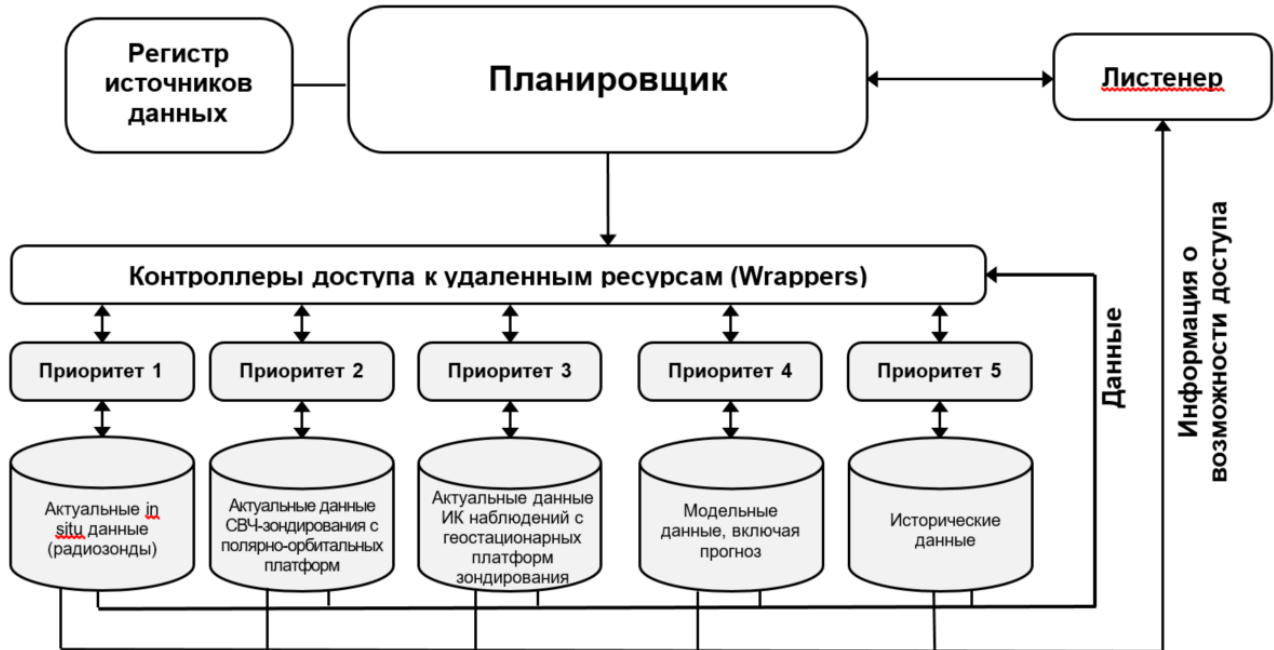 Регистр
источников
данных
Планировщик
Листенер
Контроллеры доступа к удаленным ресурсам (Wrappers)
Приоритет 1
Приоритет 2
Приоритет 3
Приоритет 4
Приоритет 5
Актуальные in
situ данные
(радиозонды)
Актуальные данные
СВЧ-зондирования с
полярно-орбитальных
платформ
Актуальные данные
ИК наблюдений с
геостационарных
платформ
зондирования
Модельные
данные, включая
прогноз
Исторические
данные
Данные
Информация о
возможности доступа